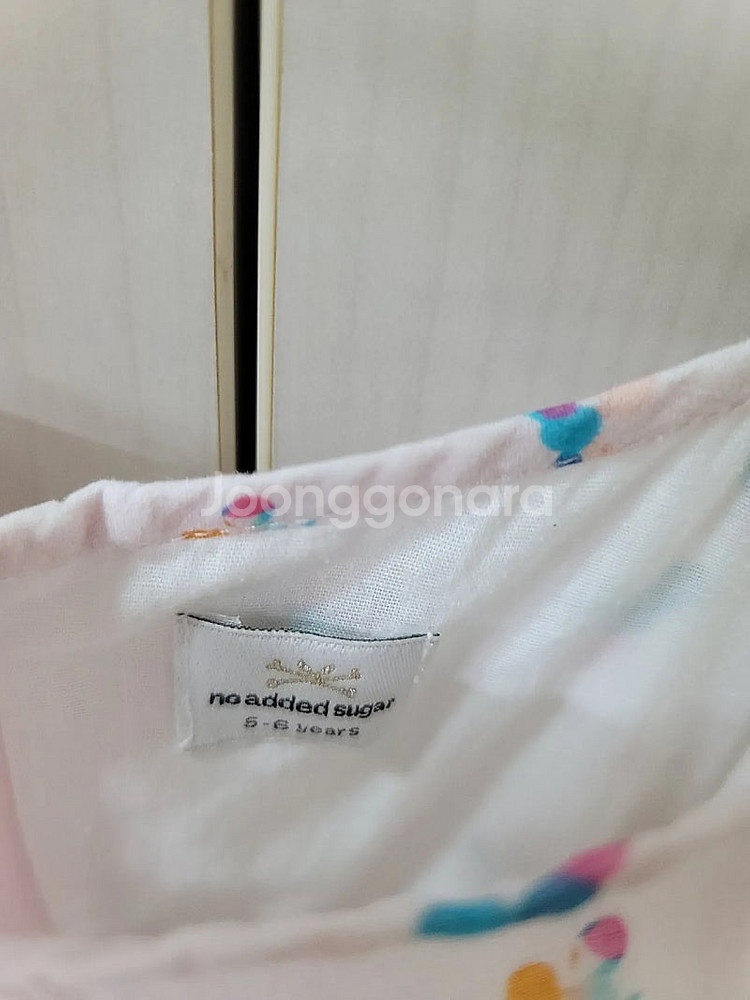 Joonggonara
no added sugar
5-6 years